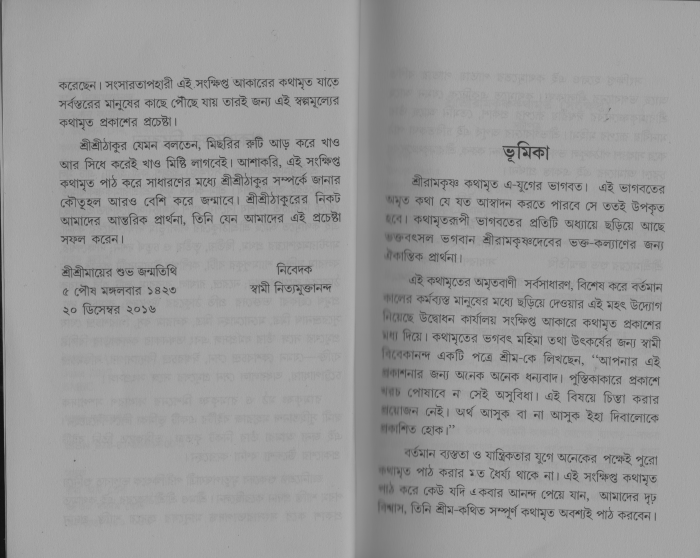 করেছেন। সংসারতাপহারী এই সংক্ষিপ্ত আকারের কথামৃত যাতে
সর্বস্তরের মানুষের কাছে পৌঁছে যায় তারই জন্য এই স্বল্পমূল্যের
কথামৃত প্রকাশের প্রচেষ্টা।
শ্রীশ্রীঠাকুর যেমন বলতেন, মিছরির রুটি আড় করে খাও
আর সিধে করেই খাও মিষ্টি লাগবেই। আশাকরি, এই সংক্ষিপ্ত
কথামৃত পাঠ করে সাধারণের মধ্যে শ্রীশ্রীঠাকুর সম্পর্কে জানার
কৌতূহল আরও বেশি করে জন্মাবে। শ্রীশ্রীঠাকুরের নিকট
আমাদের আন্তরিক প্রার্থনা, তিনি যেন আমাদের এই প্রচেষ্টা
সফল করেন।
শ্রীশ্রীমায়ের শুভ জন্মতিথি নিবেদক
৫ পৌষ মঙ্গলবার ১৪২৩ স্বামী নিত্যমুক্তানন্দ
২০ ডিসেম্বর ২০১৬
ভূমিকা
শ্রীরামকৃষ্ণ কথামৃত এ-যুগের ভাগবত। এই ভাগবতের
অমৃত কথা যে যত আস্বাদন করতে পারবে সে ততই উপকৃত
হবে। কথামৃতরূপী ভাগবতের প্রতিটি অধ্যায়ে ছড়িয়ে আছে
ভক্তবৎসল ভগবান শ্রীরামকৃষ্ণদেবের ভক্ত-কল্যাণের জন্য
ঐকান্তিক প্রার্থনা।
এই কথামৃতের অমৃতবাণী সর্বসাধারণ, বিশেষ করে বর্তমান
কালের কর্মব্যস্ত মানুষের মধ্যে ছড়িয়ে দেওয়ার এই মহৎ উদ্যোগ
নিয়েছে উদ্বোধন কার্যালয় সংক্ষিপ্ত আকারে কথামৃত প্রকাশের
মধ্য দিয়ে। কথামৃতের ভগবৎ মহিমা তথা উৎকর্ষের জন্য স্বামী
বিবেকানন্দ একটি পত্রে শ্রীম-কে লিখছেন, “আপনার এই
প্রকাশনার জন্য অনেক অনেক ধন্যবাদ। পুস্তিকাকারে প্রকাশে
খরচ পোষাবে ন সেই অসুবিধা। এই বিষয়ে চিন্তা করার
প্রয়োজন নেই। অর্থ আসুক বা না আসুক ইহা দিবালোকে
প্রকাশিত হোক।”
বর্তমান ব্যস্ততা ও যান্ত্রিকতার যুগে অনেকের পক্ষেই পুরো
কথামৃত পাঠ করার মত ধৈর্য্য থাকে না। এই সংক্ষিপ্ত কথামৃত
পাঠ করে কেউ যদি একবার আনন্দ পেয়ে যান, আমাদের দৃঢ়
বিশ্বাস, তিনি শ্রীম-কথিত সম্পূর্ণ কথামৃত অবশ্যই পাঠ করবেন।